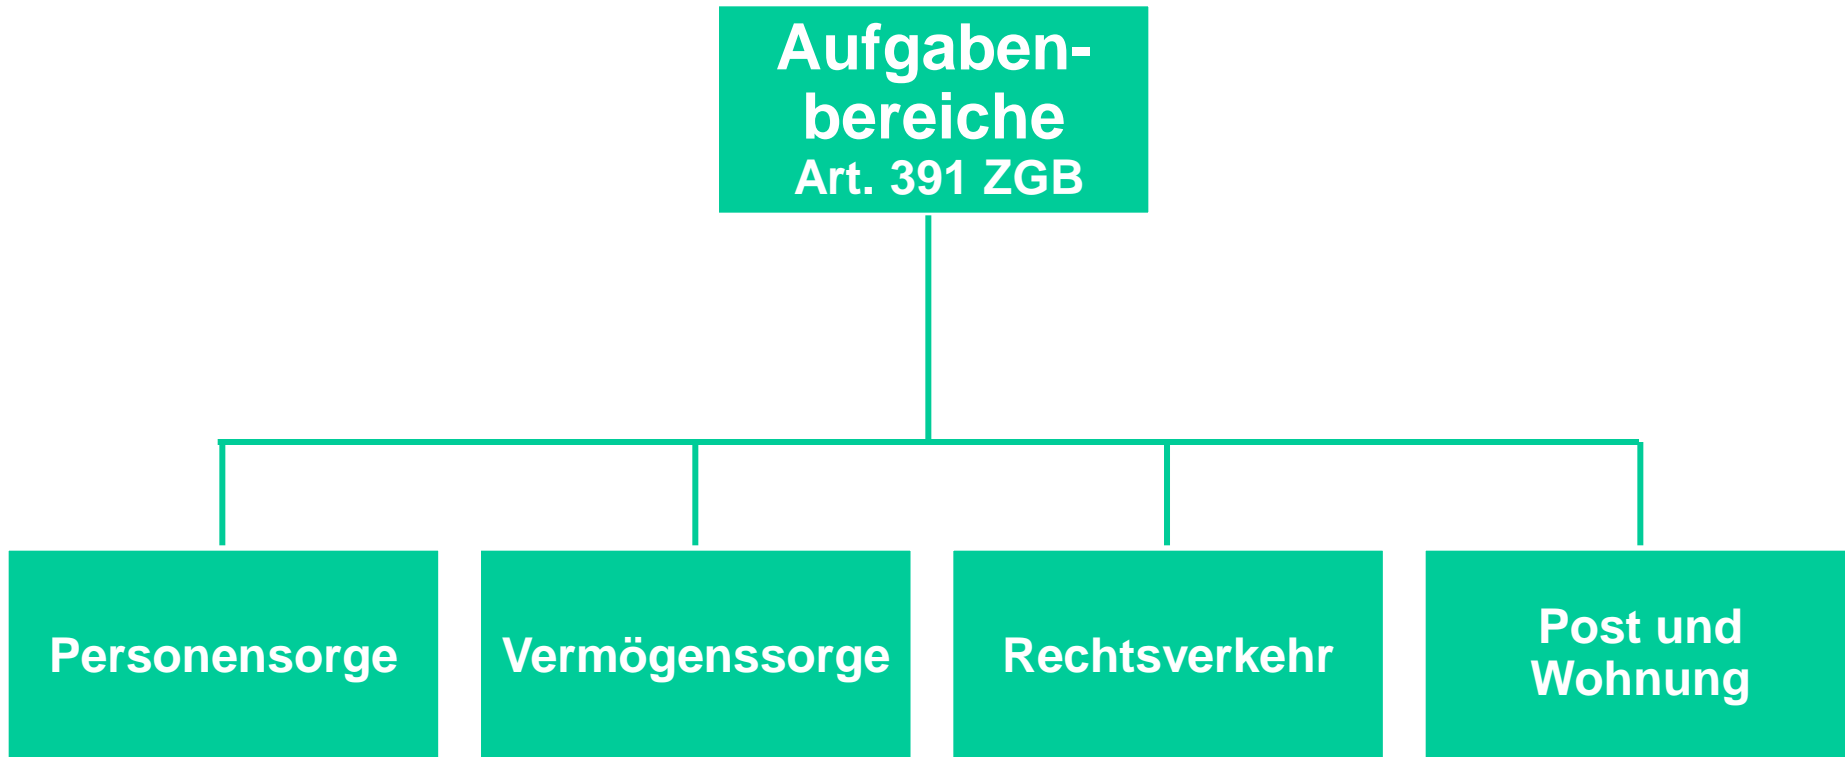 Aufgaben-
bereiche
Art. 391 ZGB
Personensorge
Vermögenssorge
Rechtsverkehr
Post und
Wohnung